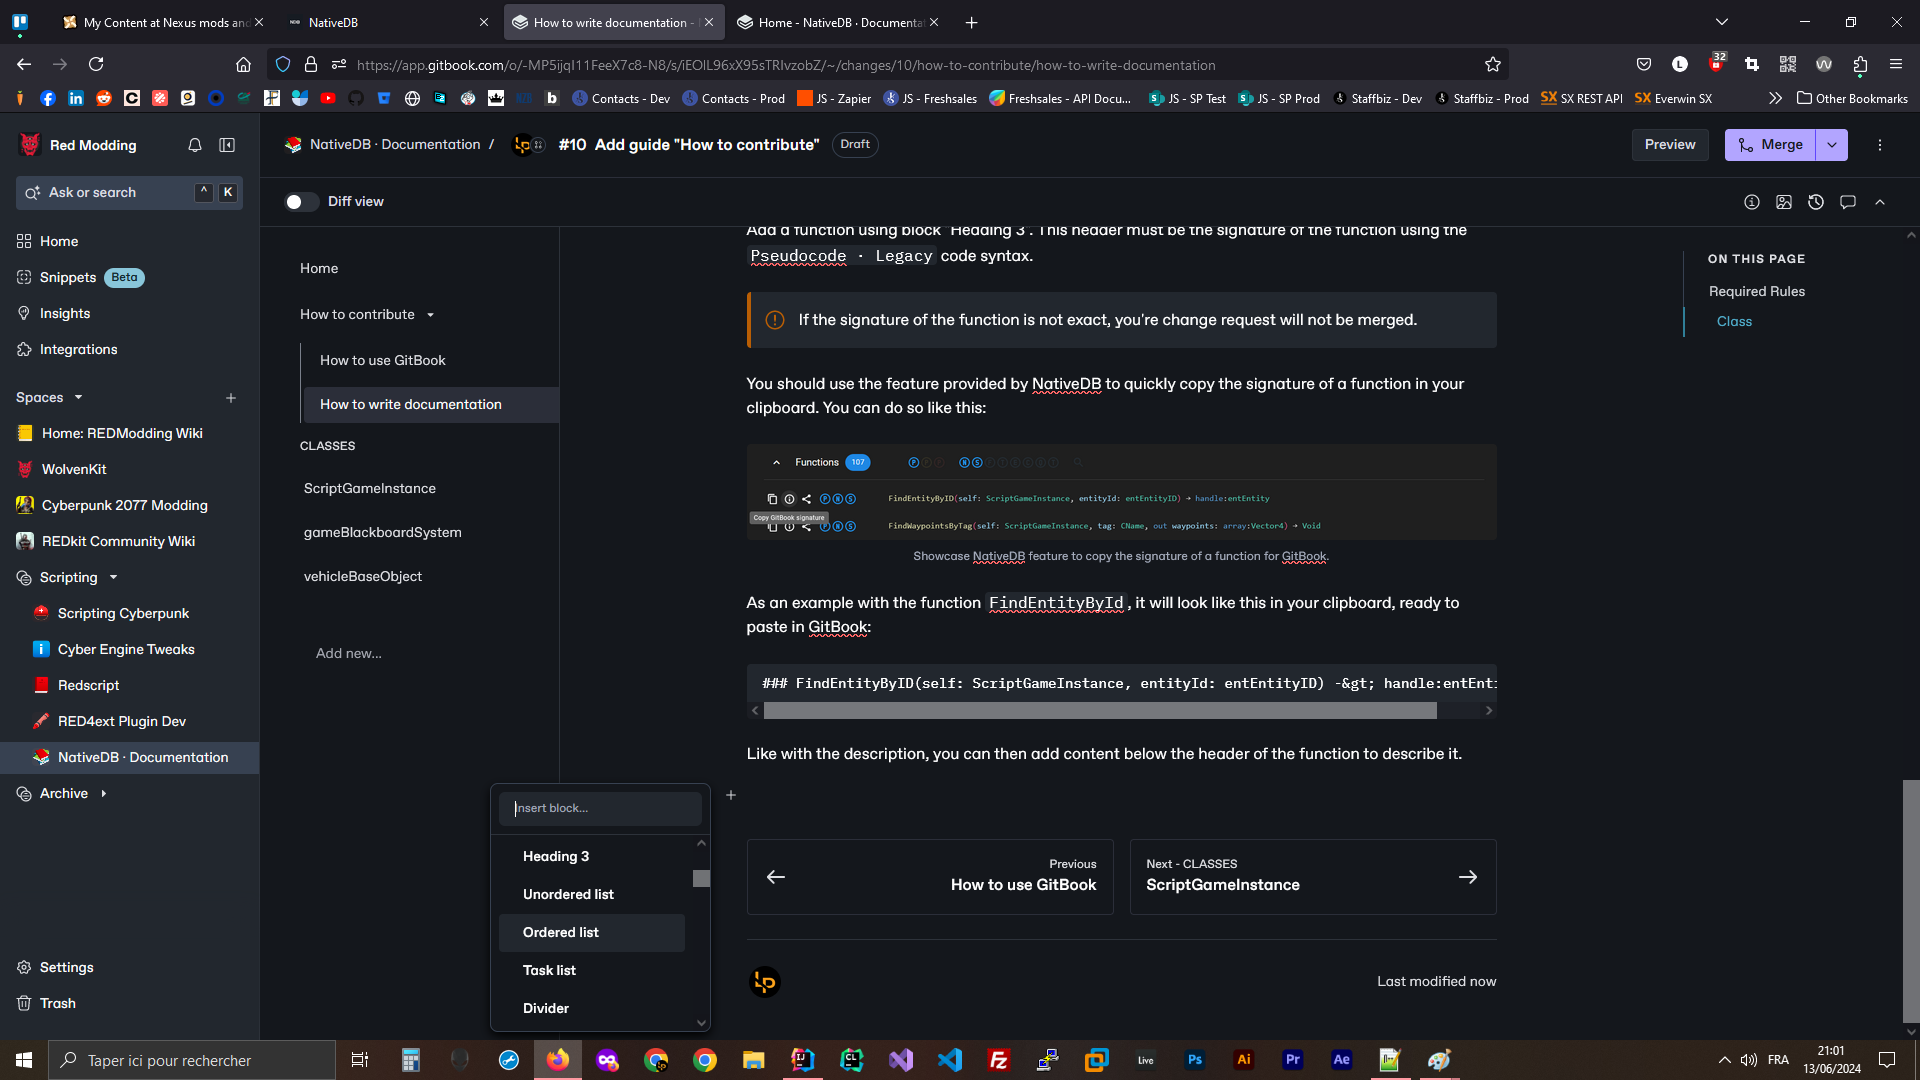 My Content at Nexus mods and
NativeDB
How to write documentation -
Home - NativeDB · Documentat
https://app.gitbook.com/o/-MP5ijqI11FeeX7c8-N8/s/iEOlL96xX95sTRIvzobZ/~/changes/10/how-to-contribute/how-to-write-documentation
32
Contacts - Dev
Contacts - Prod
JS - Zapier
JS - Freshsales
Freshsales - API Docu...
JS - SP Test
JS - SP Prod
Staffbiz - Dev
Staffbiz - Prod
SX REST API
Everwin SX
Other Bookmarks
Red Modding
NativeDB · Documentation /
#10 Add guide "How to contribute"
Draft
Preview
Merge
Ask or search
^
K
Diff view
Home
Snippets
Beta
Insights
Integrations
Spaces
Home: REDModding Wiki
WolvenKit
Cyberpunk 2077 Modding
REDkit Community Wiki
Scripting
Scripting Cyberpunk
Cyber Engine Tweaks
Redscript
RED4ext Plugin Dev
NativeDB · Documentation
Archive
Settings
Trash
Home
How to contribute
How to use GitBook
How to write documentation
CLASSES
ScriptGameInstance
gameBlackboardSystem
vehicleBaseObject
Add new...
Add a function using block "Heading 3". This header must be the signature of the function using the
Pseudocode · Legacy code syntax.
If the signature of the function is not exact, you're change request will not be merged.
You should use the feature provided by NativeDB to quickly copy the signature of a function in your
clipboard. You can do so like this:
Functions 107
FindEntityByID(self: ScriptGameInstance, entityId: entEntityID) → handle:entEntity
Copy GitBook signature
FindWaypointsByTag(self: ScriptGameInstance, tag: CName, out waypoints: array:Vector4) → Void
Showcase NativeDB feature to copy the signature of a function for GitBook.
As an example with the function FindEntityById, it will look like this in your clipboard, ready to
paste in GitBook:
### FindEntityByID(self: ScriptGameInstance, entityId: entEntityID) -&gt; handle:entEnti
Like with the description, you can then add content below the header of the function to describe it.
Insert block...
Heading 3
Unordered list
Ordered list
Task list
Divider
Previous
How to use GitBook
Next - CLASSES
ScriptGameInstance
Last modified now
ON THIS PAGE
Required Rules
Class
Taper ici pour rechercher
Live
Ps
Ai
Pr
Ae
FRA
21:01
13/06/2024